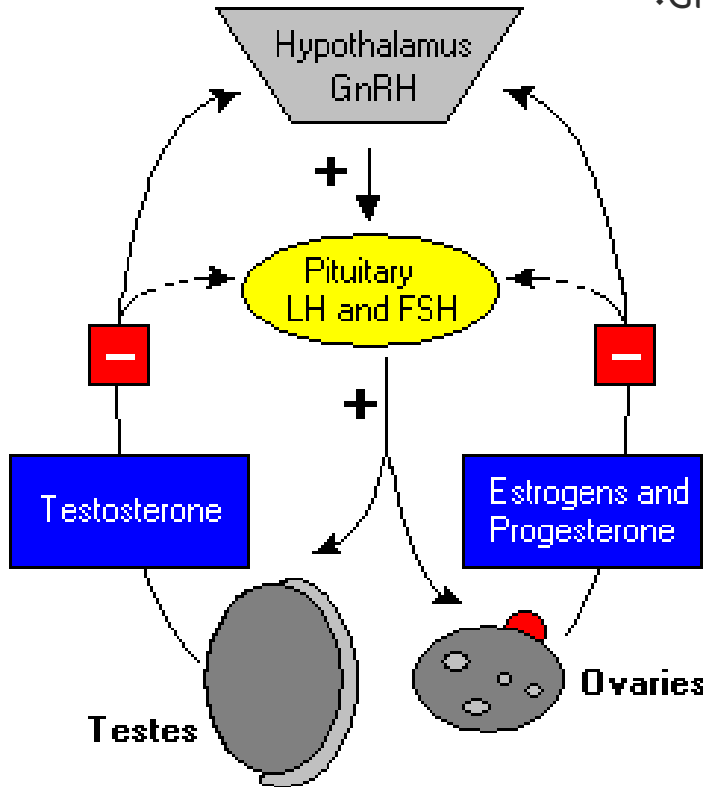 Hypothalamus
GnRH
+
Pituitary
LH and FSH
−
−
+
Testosterone
Estrogens and
Progesterone
Ovaries
Testes